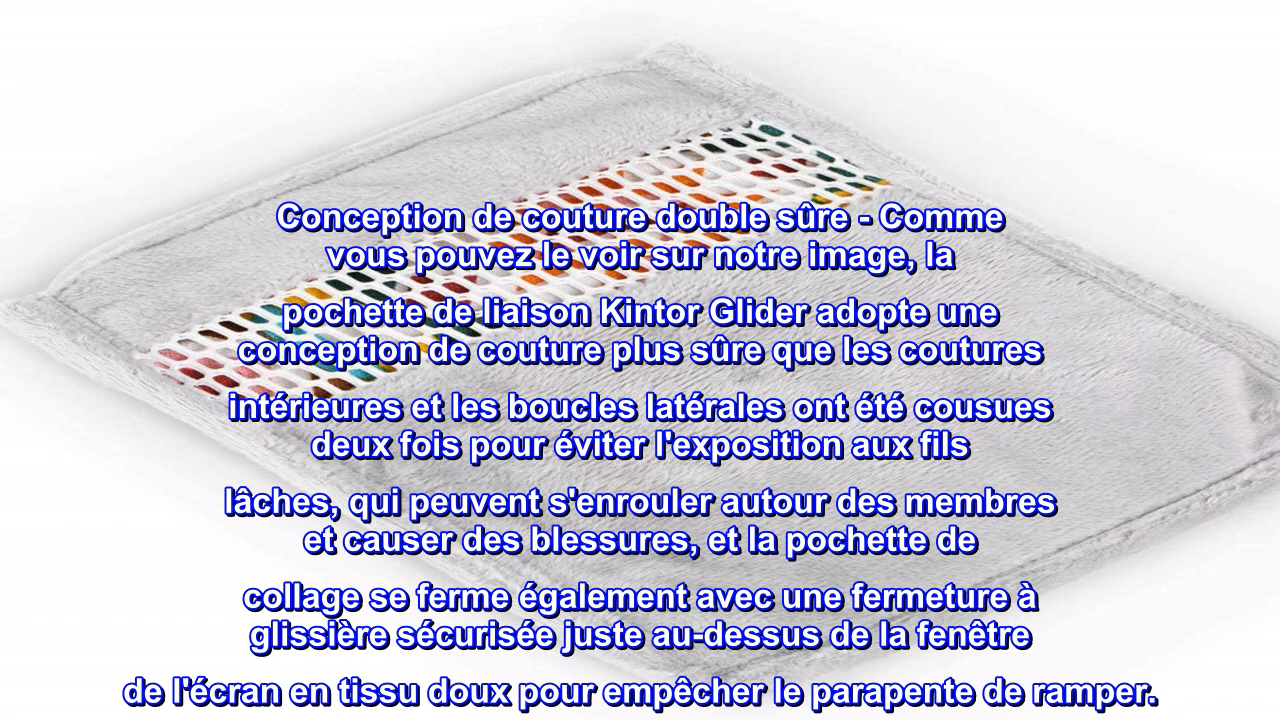 Conception de couture double sûre - Comme
vous pouvez le voir sur notre image, la
pochette de liaison Kintor Glider adopte une
conception de couture plus sûre que les coutures
intérieures et les boucles latérales ont été cousues
deux fois pour éviter l'exposition aux fils
lâches, qui peuvent s'enrouler autour des membres
et causer des blessures, et la pochette de
collage se ferme également avec une fermeture à
glissière sécurisée juste au-dessus de la fenêtre
de l'écran en tissu doux pour empêcher le parapente de ramper.